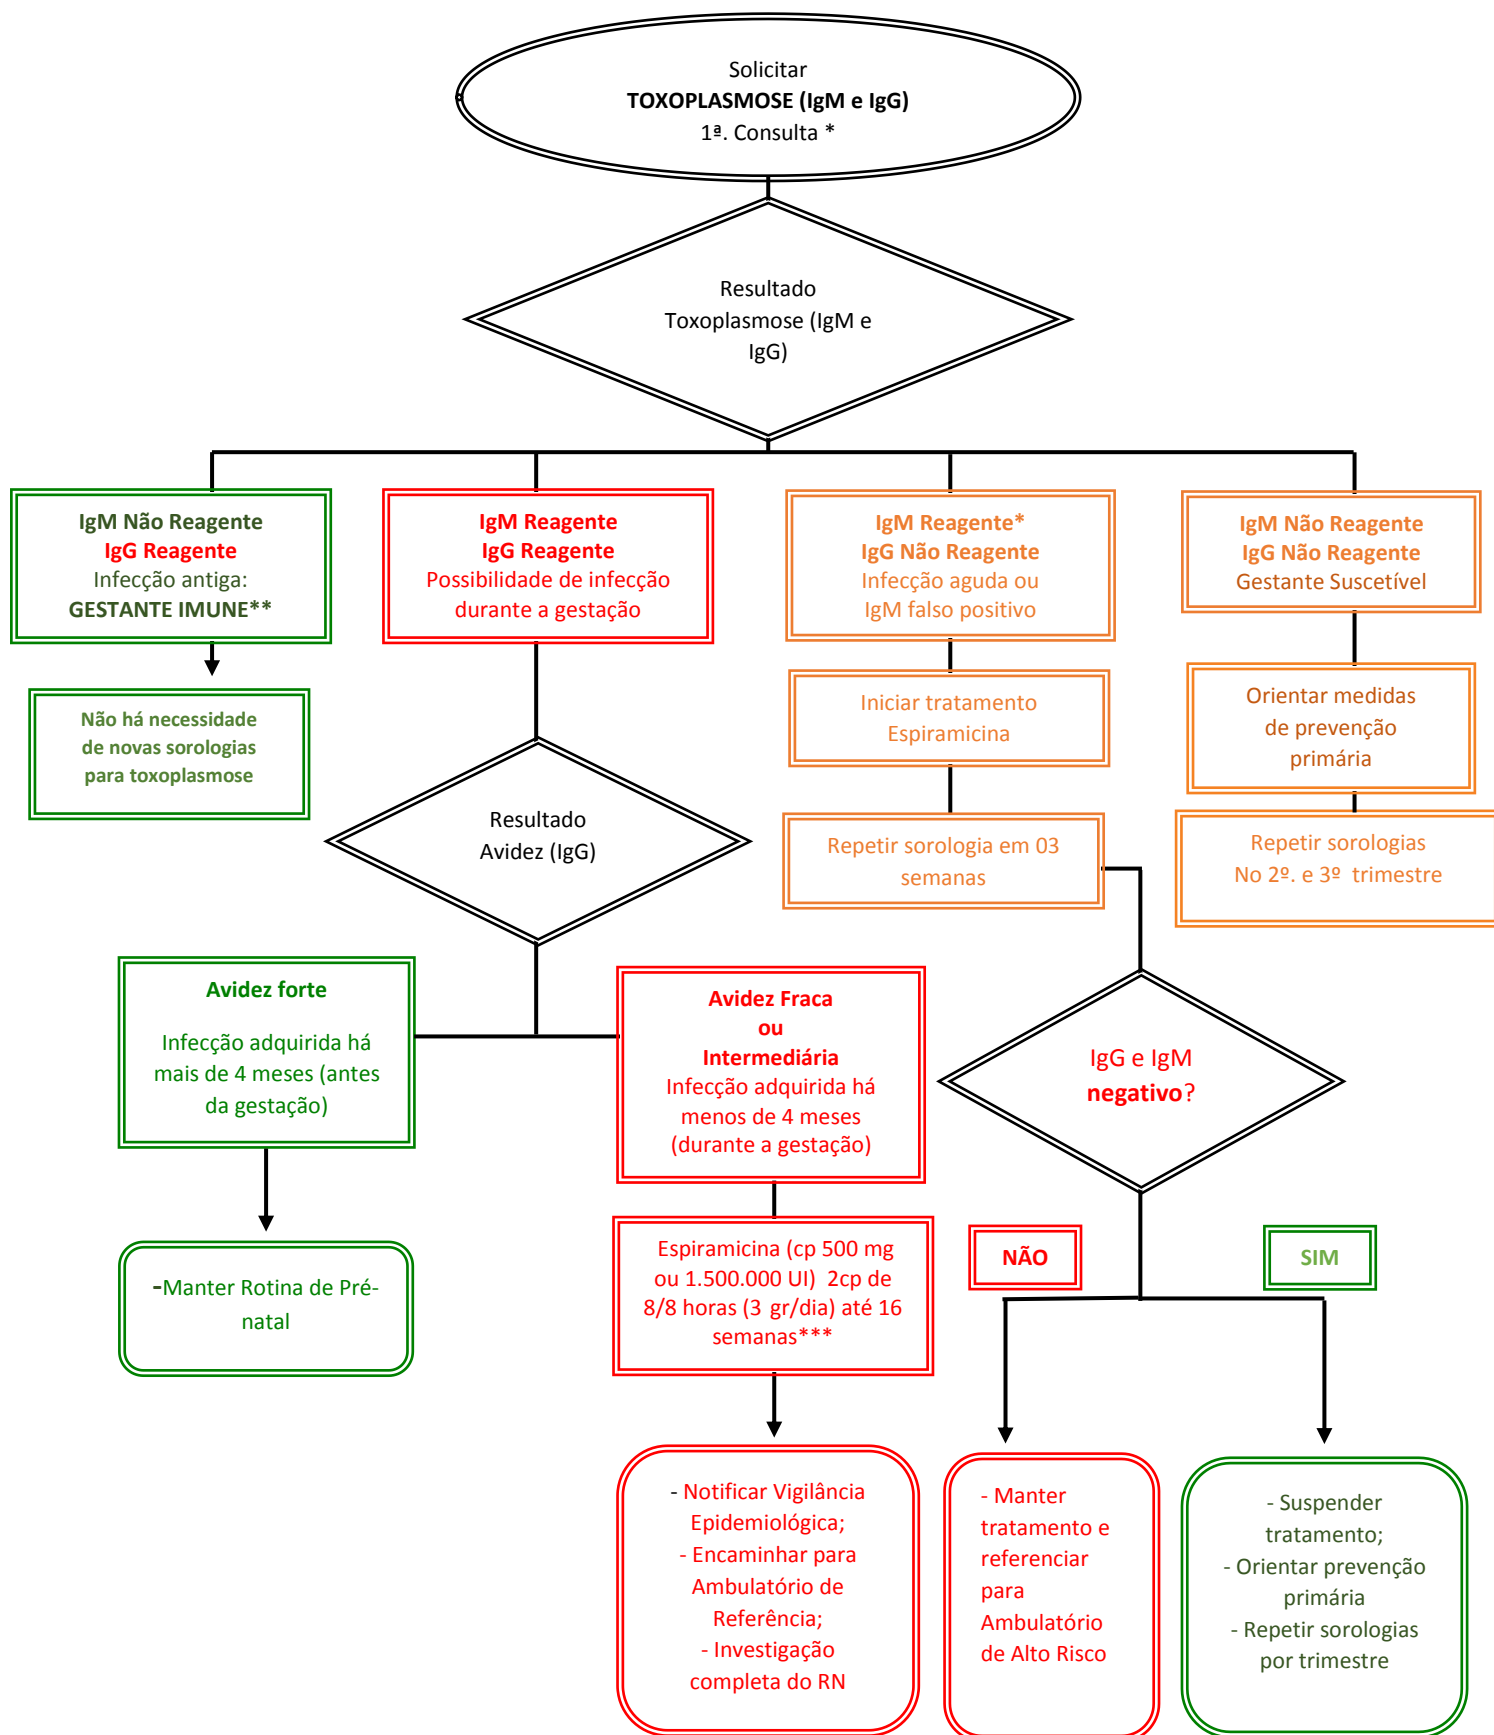 Solicitar
TOXOPLASMOSE (IgM e IgG)
1ª. Consulta *
Resultado
Toxoplasmose (IgM e
IgG)
IgM Não Reagente
IgG Reagente
Infecção antiga:
GESTANTE IMUNE**
IgM Reagente
IgG Reagente
Possibilidade de infecção
durante a gestação
IgM Reagente*
IgG Não Reagente
Infecção aguda ou
IgM falso positivo
IgM Não Reagente
IgG Não Reagente
Gestante Suscetível
Não há necessidade
de novas sorologias
para toxoplasmose
Iniciar tratamento
Espiramicina
Orientar medidas
de prevenção
primária
Resultado
Avidez (IgG)
Repetir sorologia em 03
semanas
Repetir sorologias
No 2º. e 3º trimestre
Avidez forte
Infecção adquirida há
mais de 4 meses (antes
da gestação)
Avidez Fraca
ou
Intermediária
Infecção adquirida há
menos de 4 meses
(durante a gestação)
IgG e IgM
negativo?
-Manter Rotina de Pré-
natal
Espiramicina (cp 500 mg
ou 1.500.000 UI) 2cp de
8/8 horas (3 gr/dia) até 16
semanas***
NÃO
SIM
- Notificar Vigilância
Epidemiológica;
- Encaminhar para
Ambulatório de
Referência;
- Investigação
completa do RN
- Manter
tratamento e
referenciar
para
Ambulatório
de Alto Risco
- Suspender
tratamento;
- Orientar prevenção
primária
- Repetir sorologias
por trimestre